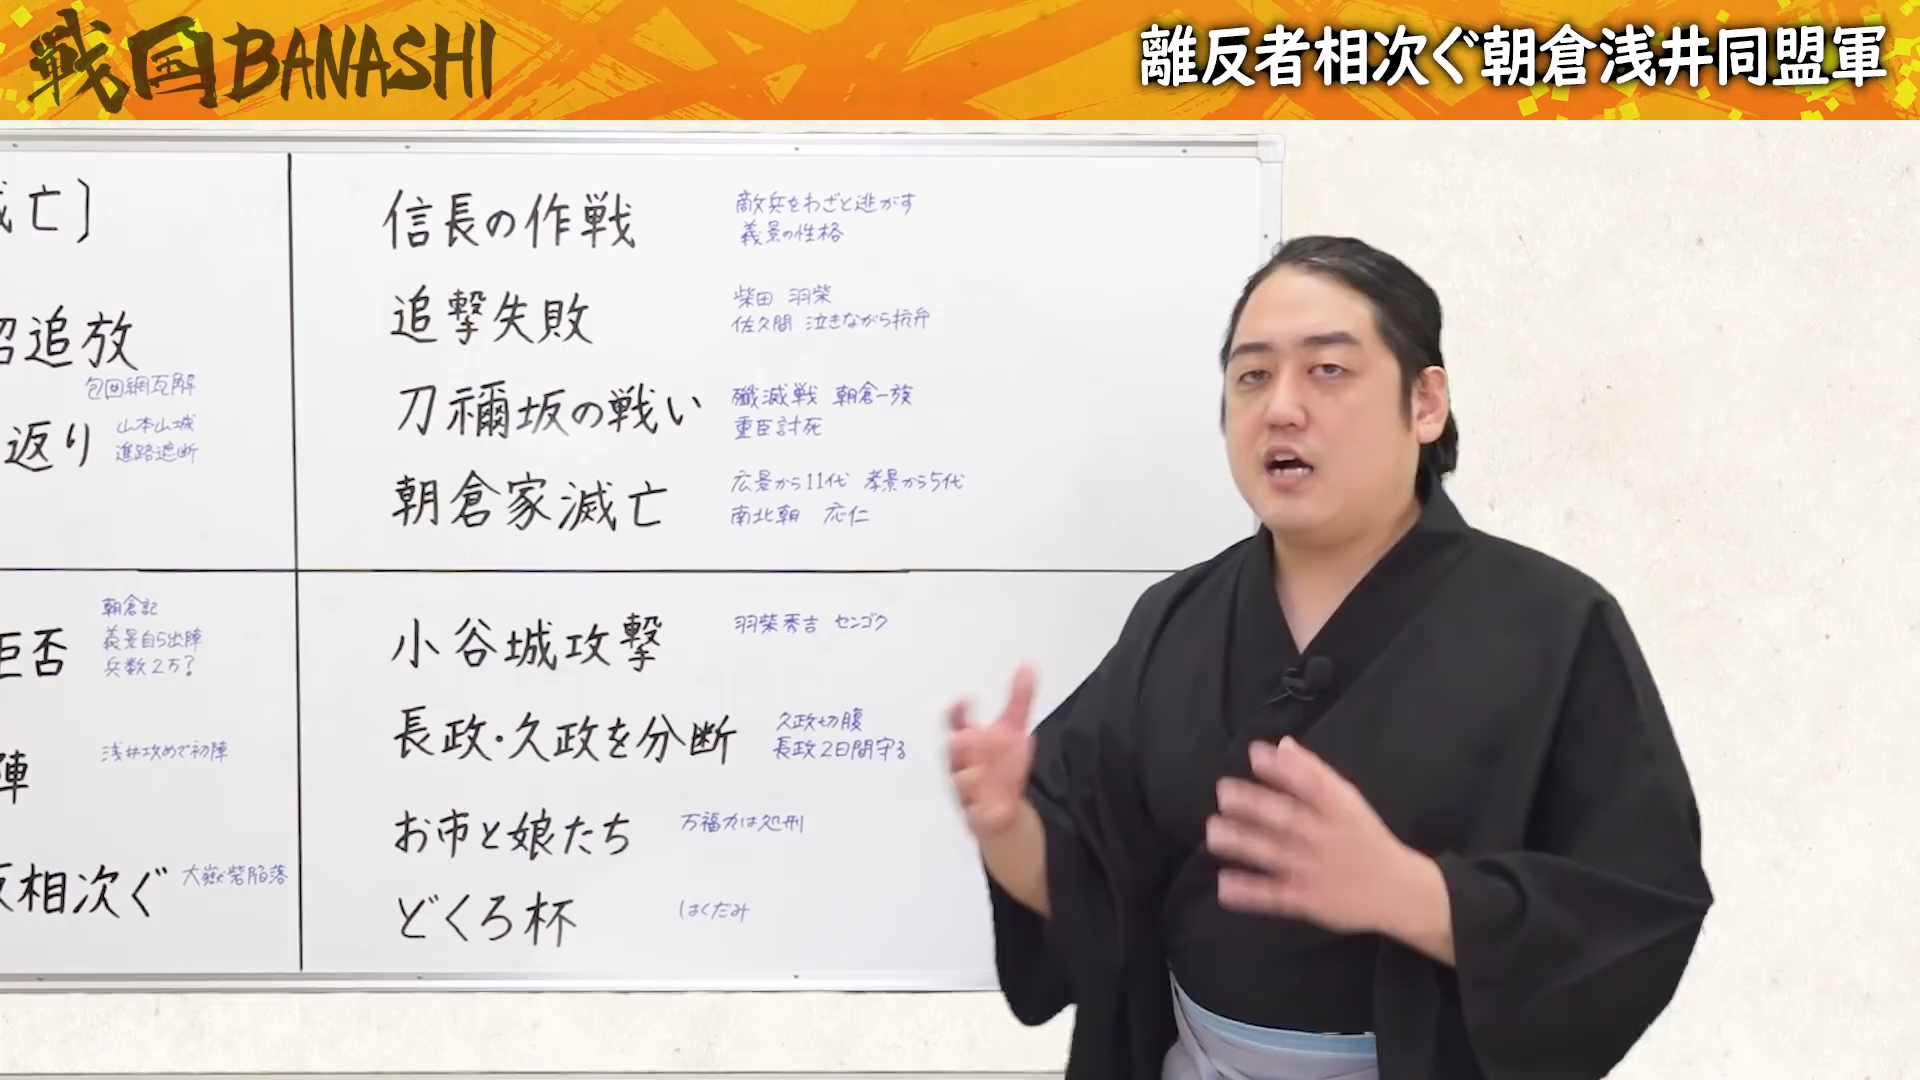 戦国BANASHI
離反者相次ぐ朝倉浅井同盟軍
亡〕
追放
包囲網瓦解
返り
山本山城
進路遮断
拒否
朝倉記
義景自ら出陣
兵数2万?
陣
浅井攻めで初陣
反相次ぐ
大嶽砦陥落
信長の作戦
敵兵をわざと逃がす
義景の性格
追撃失敗
柴田 羽柴
佐久間 泣きながら抗弁
刀禰坂の戦い
殲滅戦 朝倉一族
重臣討死
朝倉家滅亡
広景から11代 孝景から5代
南北朝 応仁
小谷城攻撃
羽柴秀吉 センゴク
長政・久政を分断
久政切腹
長政2日間守る
お市と娘たち
万福丸は処刑
どくろ杯
はくだみ